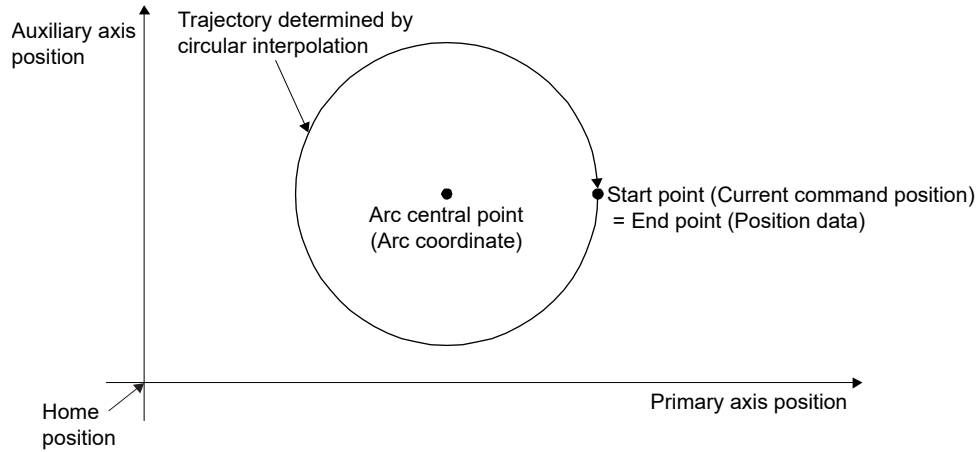 Auxiliary axis
position
Trajectory determined by
circular interpolation
Arc central point
(Arc coordinate)
Start point (Current command position)
= End point (Position data)
Home
position
Primary axis position